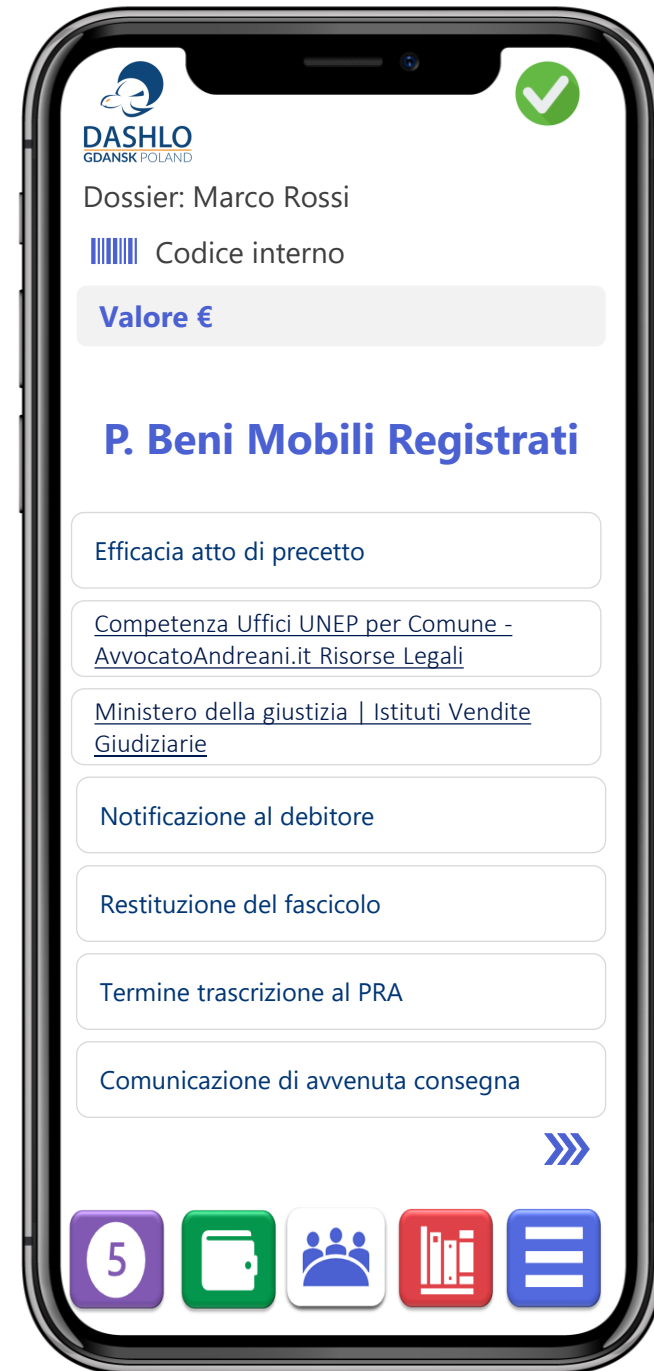 DASHLO
GDANSK POLAND
Dossier: Marco Rossi
Codice interno
Valore €
P. Beni Mobili Registrati
Efficacia atto di precetto
Competenza Uffici UNEP per Comune -
AvvocatoAndreani.it Risorse Legali
Ministero della giustizia | Istituti Vendite
Giudiziarie
Notificazione al debitore
Restituzione del fascicolo
Termine trascrizione al PRA
Comunicazione di avvenuta consegna
5